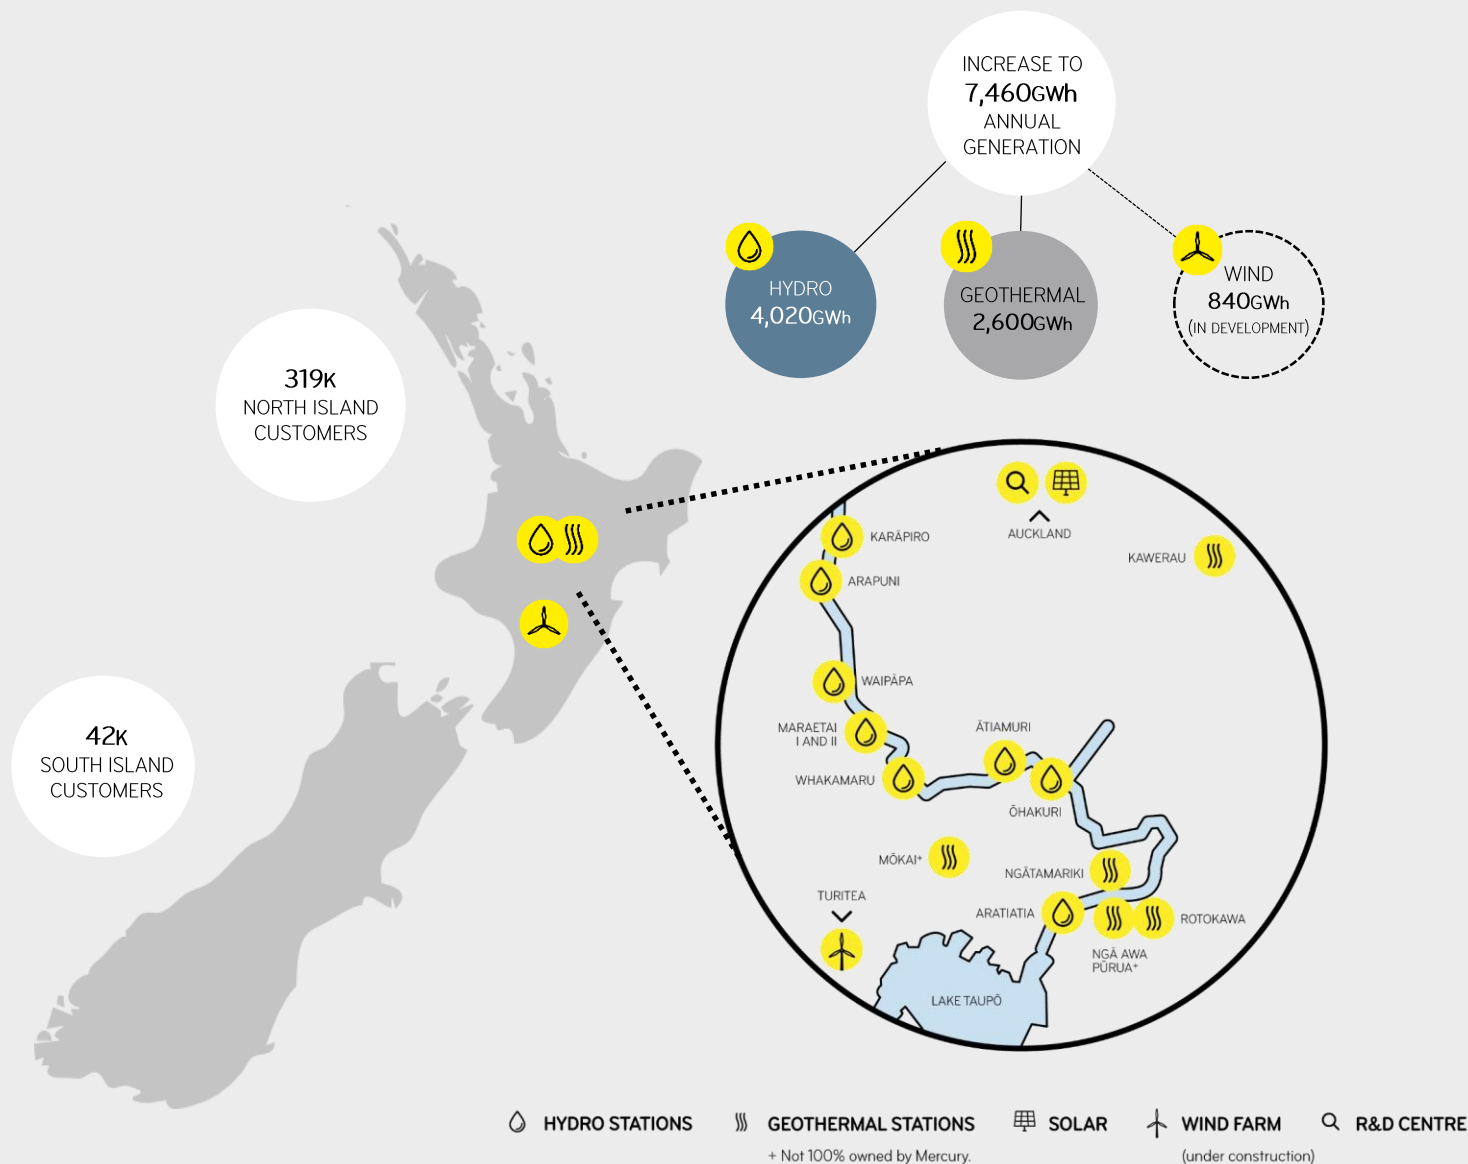 INCREASE TO
7,460GWh
ANNUAL
GENERATION
HYDRO
4,020GWh
GEOTHERMAL
2,600GWh
WIND
840GWh
(IN DEVELOPMENT)
319K
NORTH ISLAND
CUSTOMERS
42K
SOUTH ISLAND
CUSTOMERS
AUCKLAND
KARĀPIRO
KAWERAU
ARAPUNI
WAIPĀPA
MARAETAI
I AND II
ĀTIAMURI
WHAKAMARU
ŌHAKURI
MŌKAI+
NGĀTAMARIKI
TURITEA
ARATIATIA
ROTOKAWA
NGĀ AWA
PŪRUA+
LAKE TAUPŌ
HYDRO STATIONS
GEOTHERMAL STATIONS
+ Not 100% owned by Mercury.
SOLAR
WIND FARM
(under construction)
R&D CENTRE